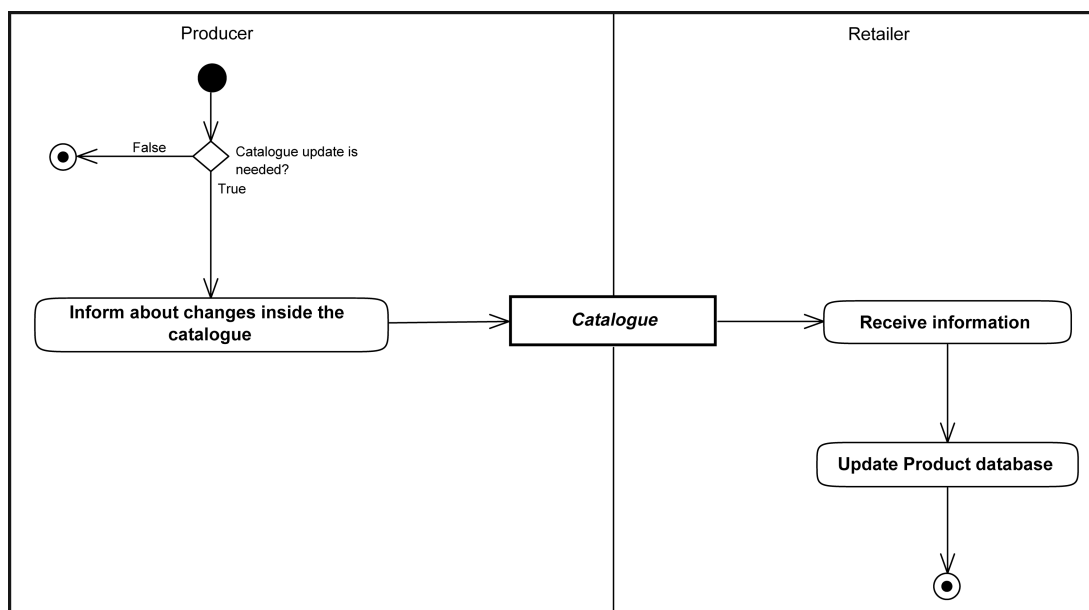 Producer
Retailer
False
Catalogue update is
needed?
True
Inform about changes inside the
catalogue
Catalogue
Receive information
Update Product database